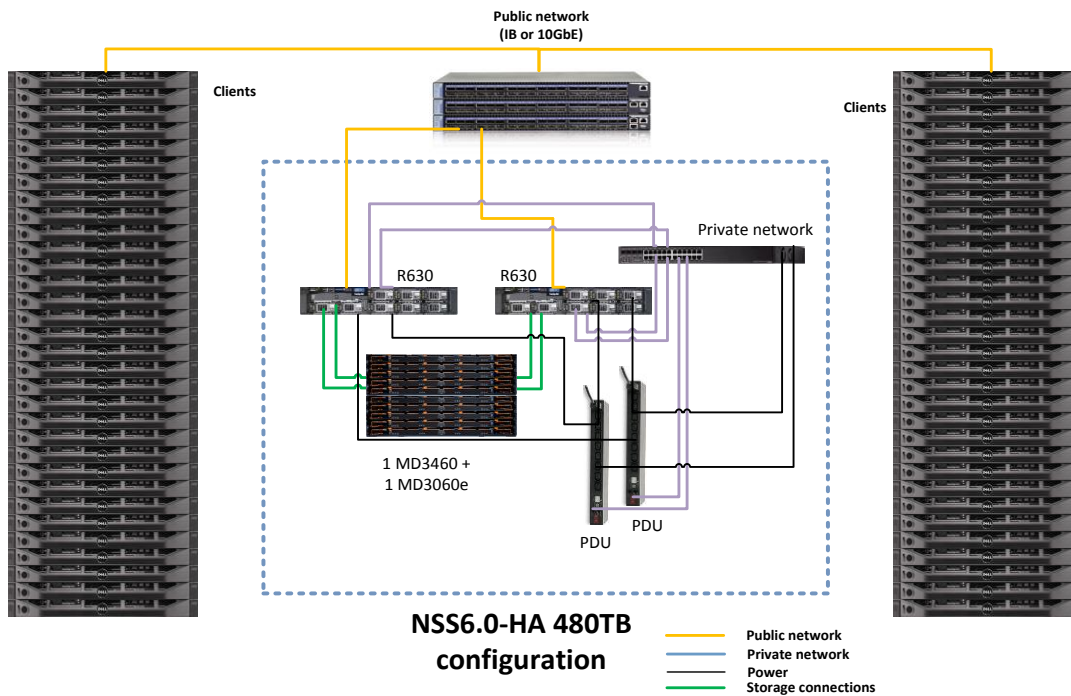 Public network
(IB or 10GbE)
Clients
Clients
Private network
R630
R630
1 MD3460 +
1 MD3060e
PDU
PDU
NSS6.0-HA 480TB
configuration
Public network
Private network
Power
Storage connections